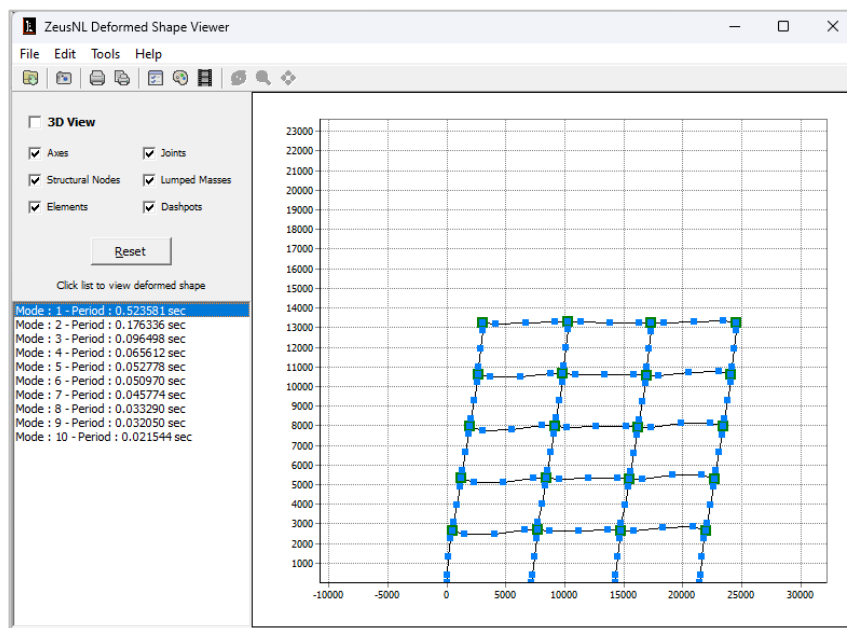 ZeusNL Deformed Shape Viewer
File Edit Tools Help
3D View
Axes Joints
Structural Nodes Lumped Masses
Elements Dashpots
Reset
Click list to view deformed shape
Mode : 1 - Period : 0.523581 sec
Mode : 2 - Period : 0.176336 sec
Mode : 3 - Period : 0.096498 sec
Mode : 4 - Period : 0.065612 sec
Mode : 5 - Period : 0.052778 sec
Mode : 6 - Period : 0.050970 sec
Mode : 7 - Period : 0.045774 sec
Mode : 8 - Period : 0.033290 sec
Mode : 9 - Period : 0.032050 sec
Mode : 10 - Period : 0.021544 sec
23000
22000
21000
20000
19000
18000
17000
16000
15000
14000
13000
12000
11000
10000
9000
8000
7000
6000
5000
4000
3000
2000
1000
-10000 -5000 0 5000 10000 15000 20000 25000 30000